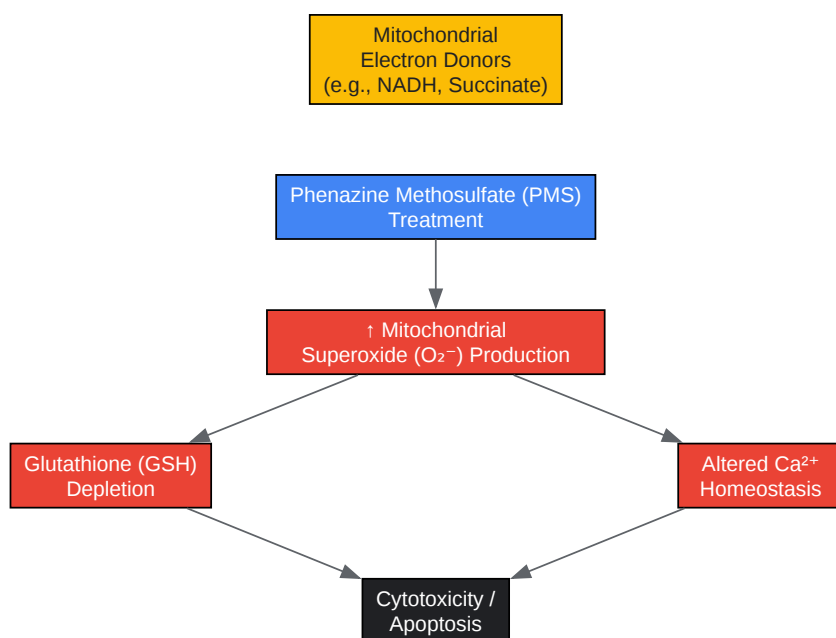 Mitochondrial
Electron Donors
(e.g., NADH, Succinate)
Phenazine Methosulfate (PMS)
Treatment
↑ Mitochondrial
Superoxide (O₂⁻) Production
Glutathione (GSH)
Depletion
Altered Ca²⁺
Homeostasis
Cytotoxicity /
Apoptosis